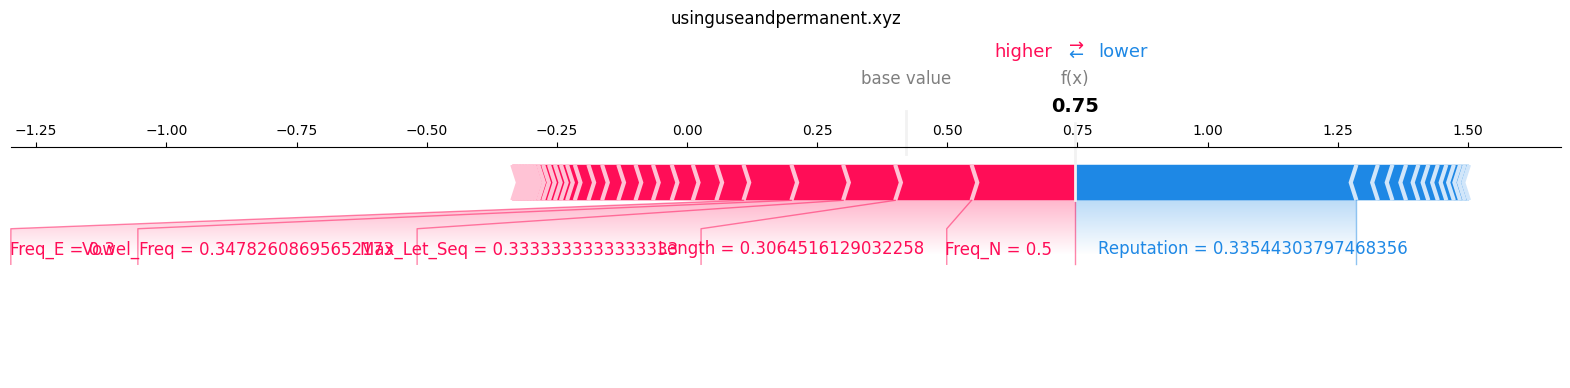 usinguseandpermanent.xyz
higher ⇄ lower
base value f(x)
0.75
−1.25 −1.00 −0.75 −0.50 −0.25 0.00 0.25 0.50 0.75 1.00 1.25 1.50
Freq_E = 0.3 Vowel_Freq = 0.34782608695652173 Max_Let_Seq = 0.3333333333333333 Length = 0.3064516129032258 Freq_N = 0.5 Reputation = 0.33544303797468356